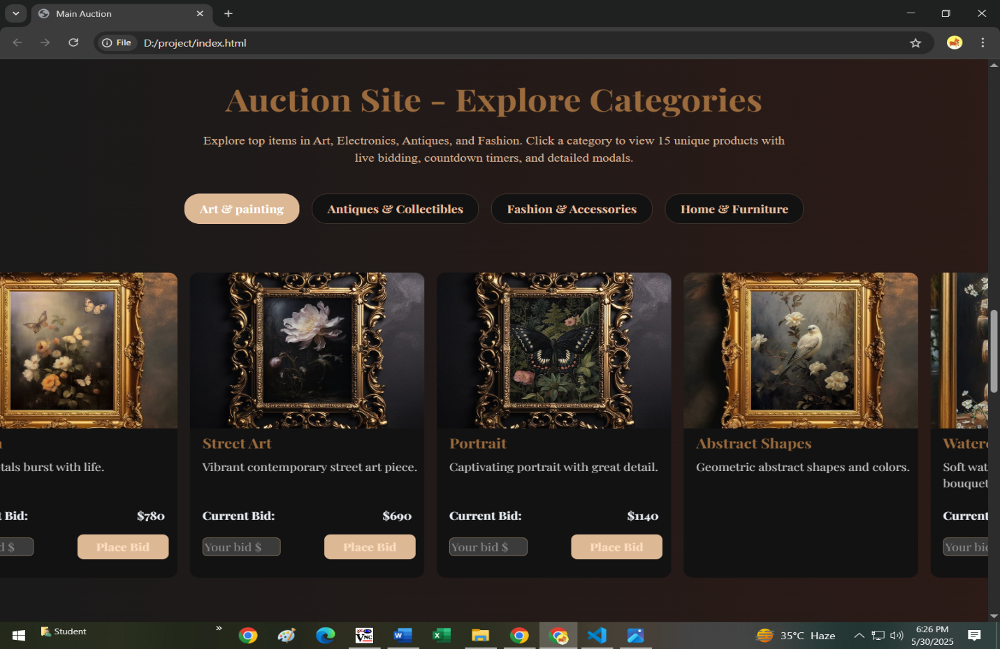 Main Auction
File D:/project/index.html
Auction Site - Explore Categories
Explore top items in Art, Electronics, Antiques, and Fashion. Click a category to view 15 unique products with
live bidding, countdown timers, and detailed modals.
Art & painting Antiques & Collectibles Fashion & Accessories Home & Furniture
Street Art Portrait Abstract Shapes
tals burst with life. Vibrant contemporary street art piece. Captivating portrait with great detail. Geometric abstract shapes and colors. Soft wat
bouquet
t Bid: $780 Current Bid: $690 Current Bid: $1140 Current
d $ Place Bid Your bid $ Place Bid Your bid $ Place Bid Your bid
Student
35°C Haze
6:26 PM
5/30/2025